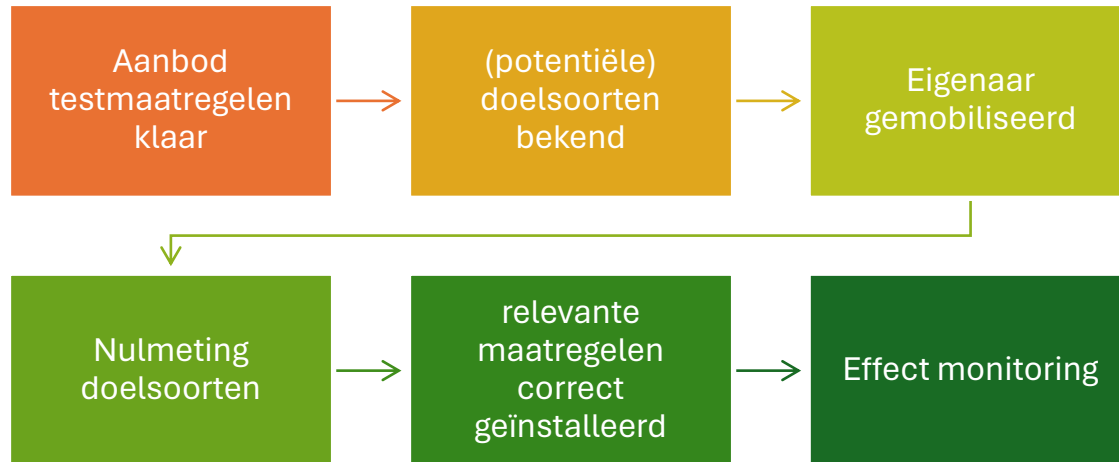 Aanbod
testmaatregelen
klaar
(potentiële)
doelsoorten
bekend
Eigenaar
gemobiliseerd
Nulmeting
doelsoorten
relevante
maatregelen
correct
geïnstalleerd
Effect monitoring